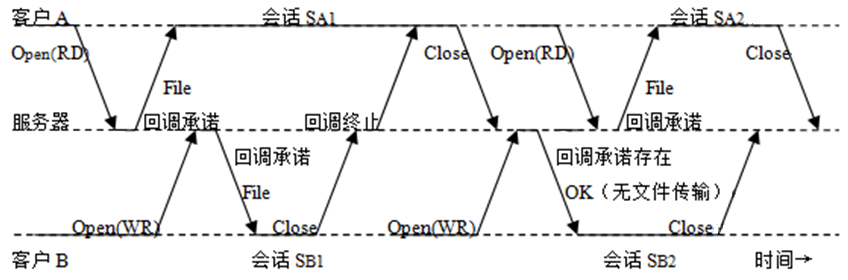 客户 A 会话 SA1 会话 SA2
Open(RD) Close Open(RD) Close
File File
服务器 回调承诺 回调终止 回调承诺
回调承诺 回调承诺存在
File OK（无文件传输）
Open(WR) Close Open(WR) Close
客户 B 会话 SB1 会话 SB2 时间→